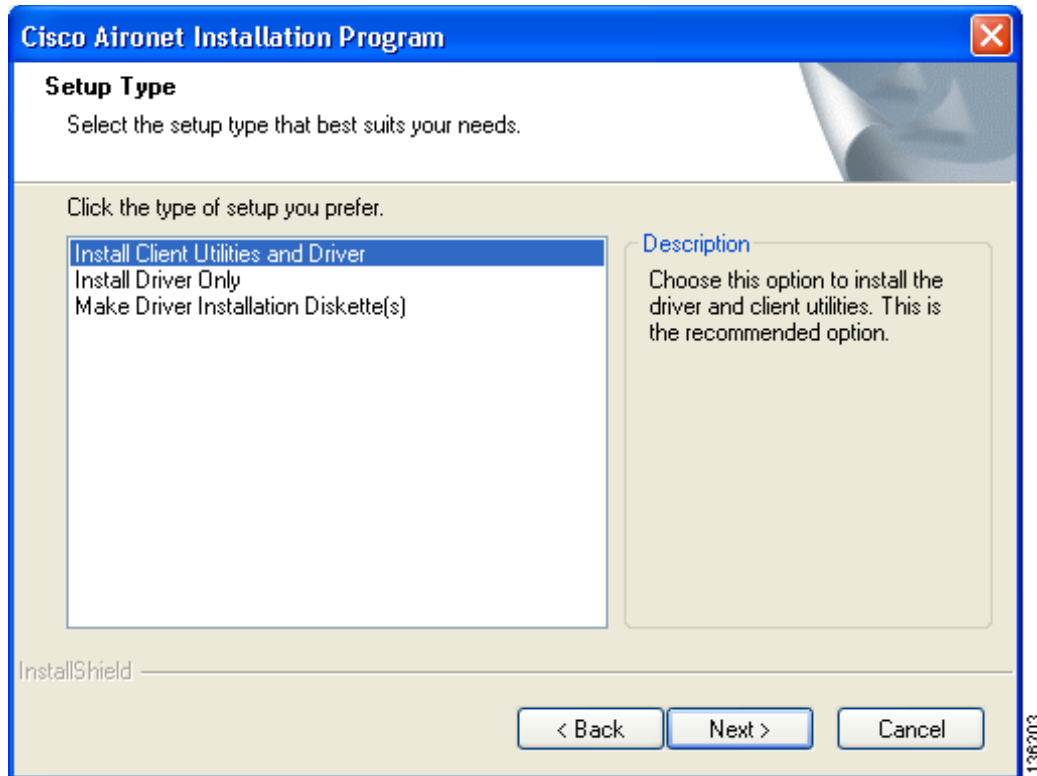 Cisco Aironet Installation Program
Setup Type
Select the setup type that best suits your needs.
Click the type of setup you prefer.
Install Client Utilities and Driver
Install Driver Only
Make Driver Installation Diskette(s)
Description
Choose this option to install the
driver and client utilities. This is
the recommended option.
InstallShield
< Back
Next >
Cancel
136203